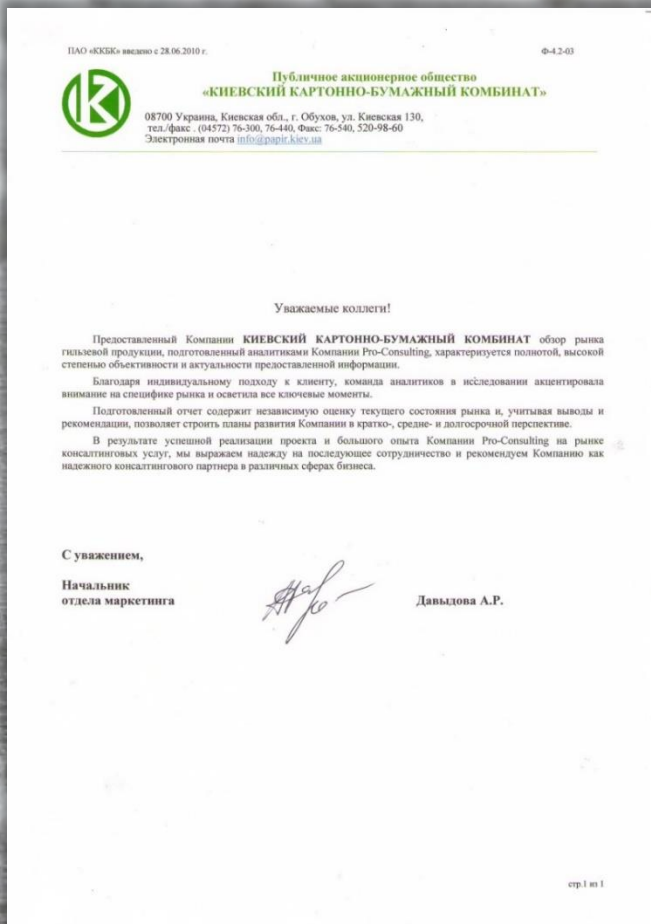 ПАО «ККБК» введено с 28.06.2010 г. Ф-4.2-03
Публичное акционерное общество
«КИЕВСКИЙ КАРТОННО-БУМАЖНЫЙ КОМБИНАТ»
08700 Украина, Киевская обл., г. Обухов, ул. Киевская 130,
тел./факс . (04572) 76-300, 76-440, Факс: 76-540, 520-98-60
Электронная почта info@papir.kiev.ua
Уважаемые коллеги!
Предоставленный Компании КИЕВСКИЙ КАРТОННО-БУМАЖНЫЙ КОМБИНАТ обзор рынка
гильзевой продукции, подготовленный аналитиками Компании Pro-Consulting, характеризуется полнотой, высокой
степенью объективности и актуальности предоставленной информации.
Благодаря индивидуальному подходу к клиенту, команда аналитиков в исследовании акцентировала
внимание на специфике рынка и осветила все ключевые моменты.
Подготовленный отчет содержит независимую оценку текущего состояния рынка и, учитывая выводы и
рекомендации, позволяет строить планы развития Компании в кратко-, средне- и долгосрочной перспективе.
В результате успешной реализации проекта и большого опыта Компании Pro-Consulting на рынке
консалтинговых услуг, мы выражаем надежду на последующее сотрудничество и рекомендуем Компанию как
надежного консалтингового партнера в различных сферах бизнеса.
С уважением,
Начальник
отдела маркетинга Давыдова А.Р.
стр.1 из 1